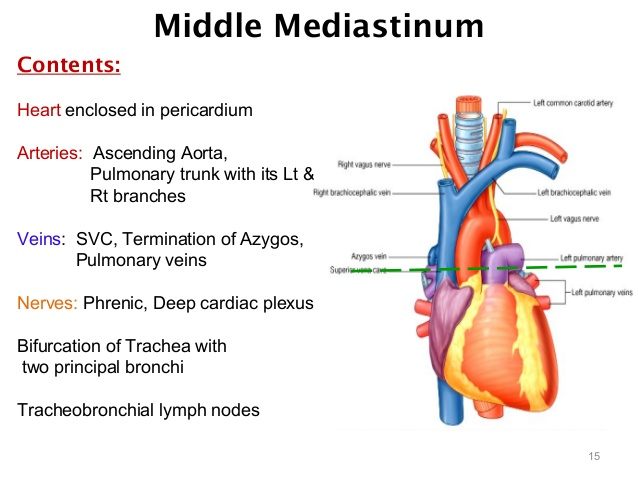 Middle Mediastinum
Contents:
Heart enclosed in pericardium
Arteries: Ascending Aorta,
Pulmonary trunk with its Lt &
Rt branches
Veins: SVC, Termination of Azygos,
Pulmonary veins
Nerves: Phrenic, Deep cardiac plexus
Bifurcation of Trachea with
two principal bronchi
Tracheobronchial lymph nodes
Left common carotid artery
Right vagus nerve
Right brachiocephalic vein
Left brachiocephalic vein
Left vagus nerve
Azygos vein
Left pulmonary artery
Superior vena cava
Left pulmonary veins
15